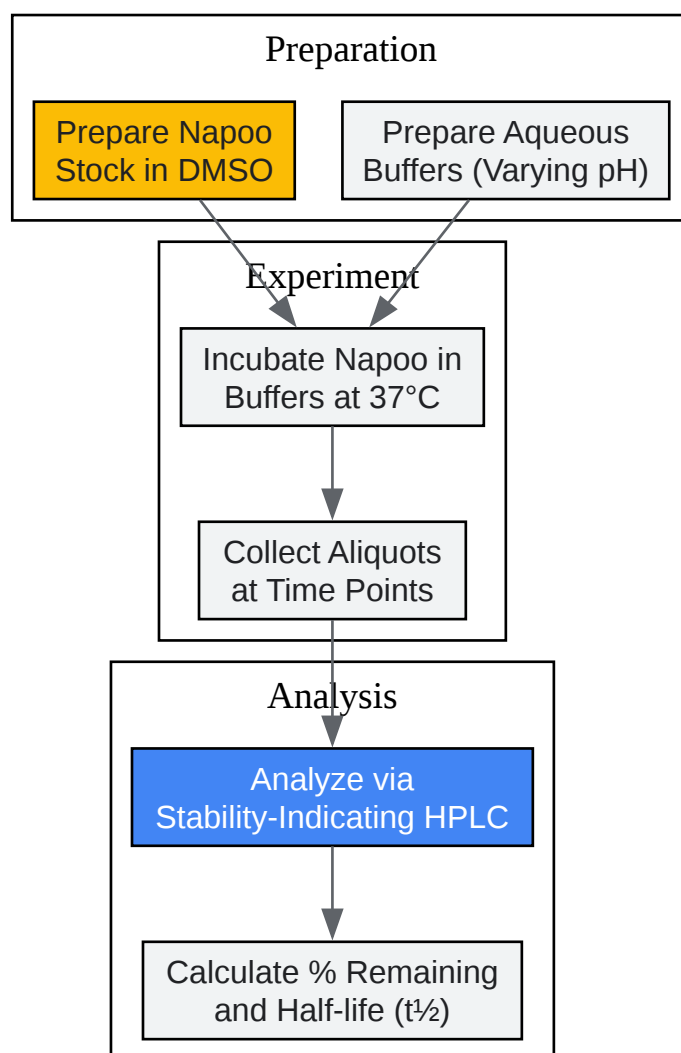 Preparation
Prepare Napoo
Stock in DMSO
Prepare Aqueous
Buffers (Varying pH)
Experiment
Incubate Napoo in
Buffers at 37°C
Collect Aliquots
at Time Points
Analysis
Analyze via
Stability-Indicating HPLC
Calculate % Remaining
and Half-life (t½)